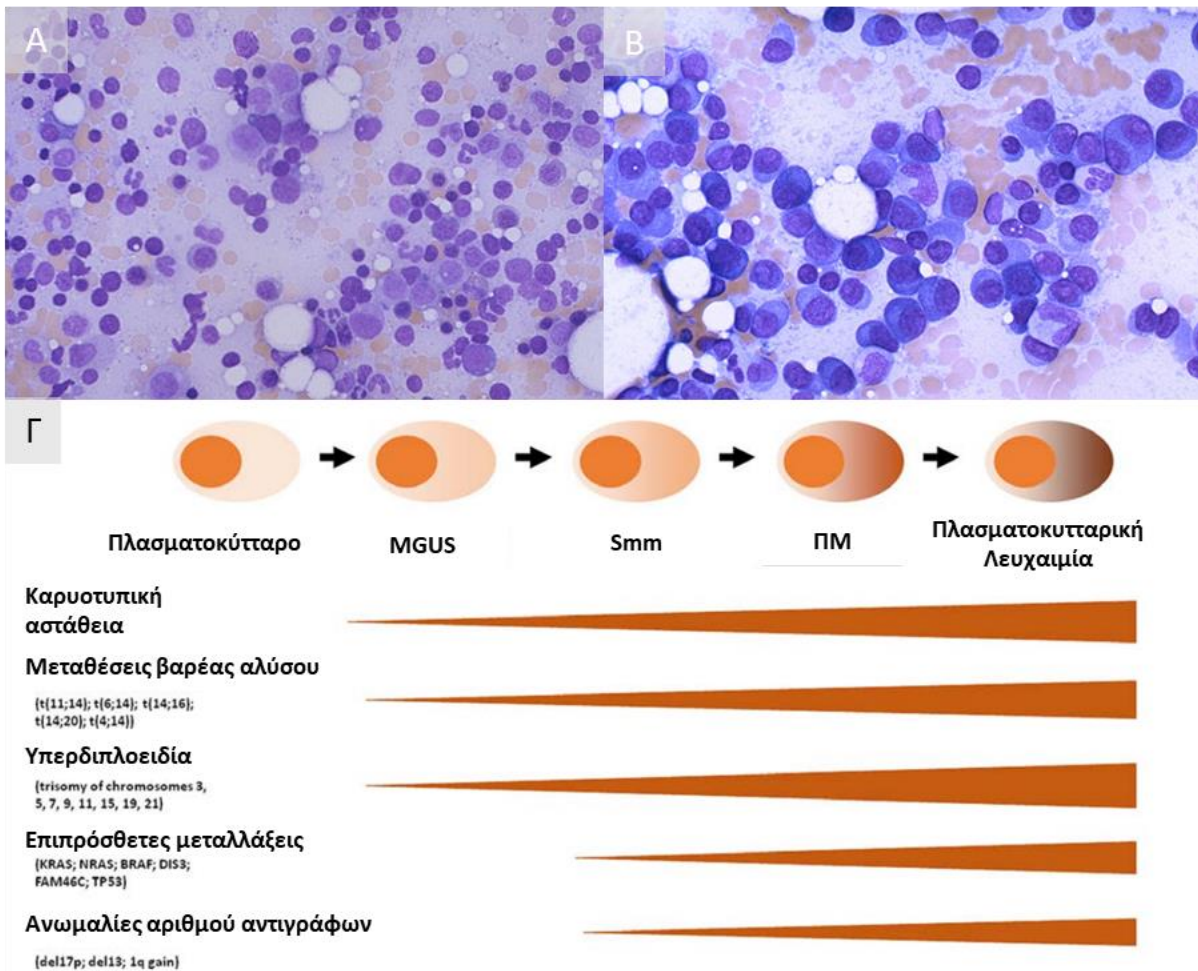 A
B
Γ
Πλασματοκύτταρο
MGUS
Smm
ΠΜ
Πλασματοκυτταρική
Λευχαιμία
Καρυοτυπική
αστάθεια
Μεταθέσεις βαρέας αλύσου
(t(11;14); t(6;14); t(14;16);
t(14;20); t(4;14))
Υπερδιπλοειδία
(trisomy of chromosomes 3,
5, 7, 9, 11, 15, 19, 21)
Επιπρόσθετες μεταλλάξεις
(KRAS; NRAS; BRAF; DIS3;
FAM46C; TP53)
Ανωμαλίες αριθμού αντιγράφων
(del17p; del13; 1q gain)